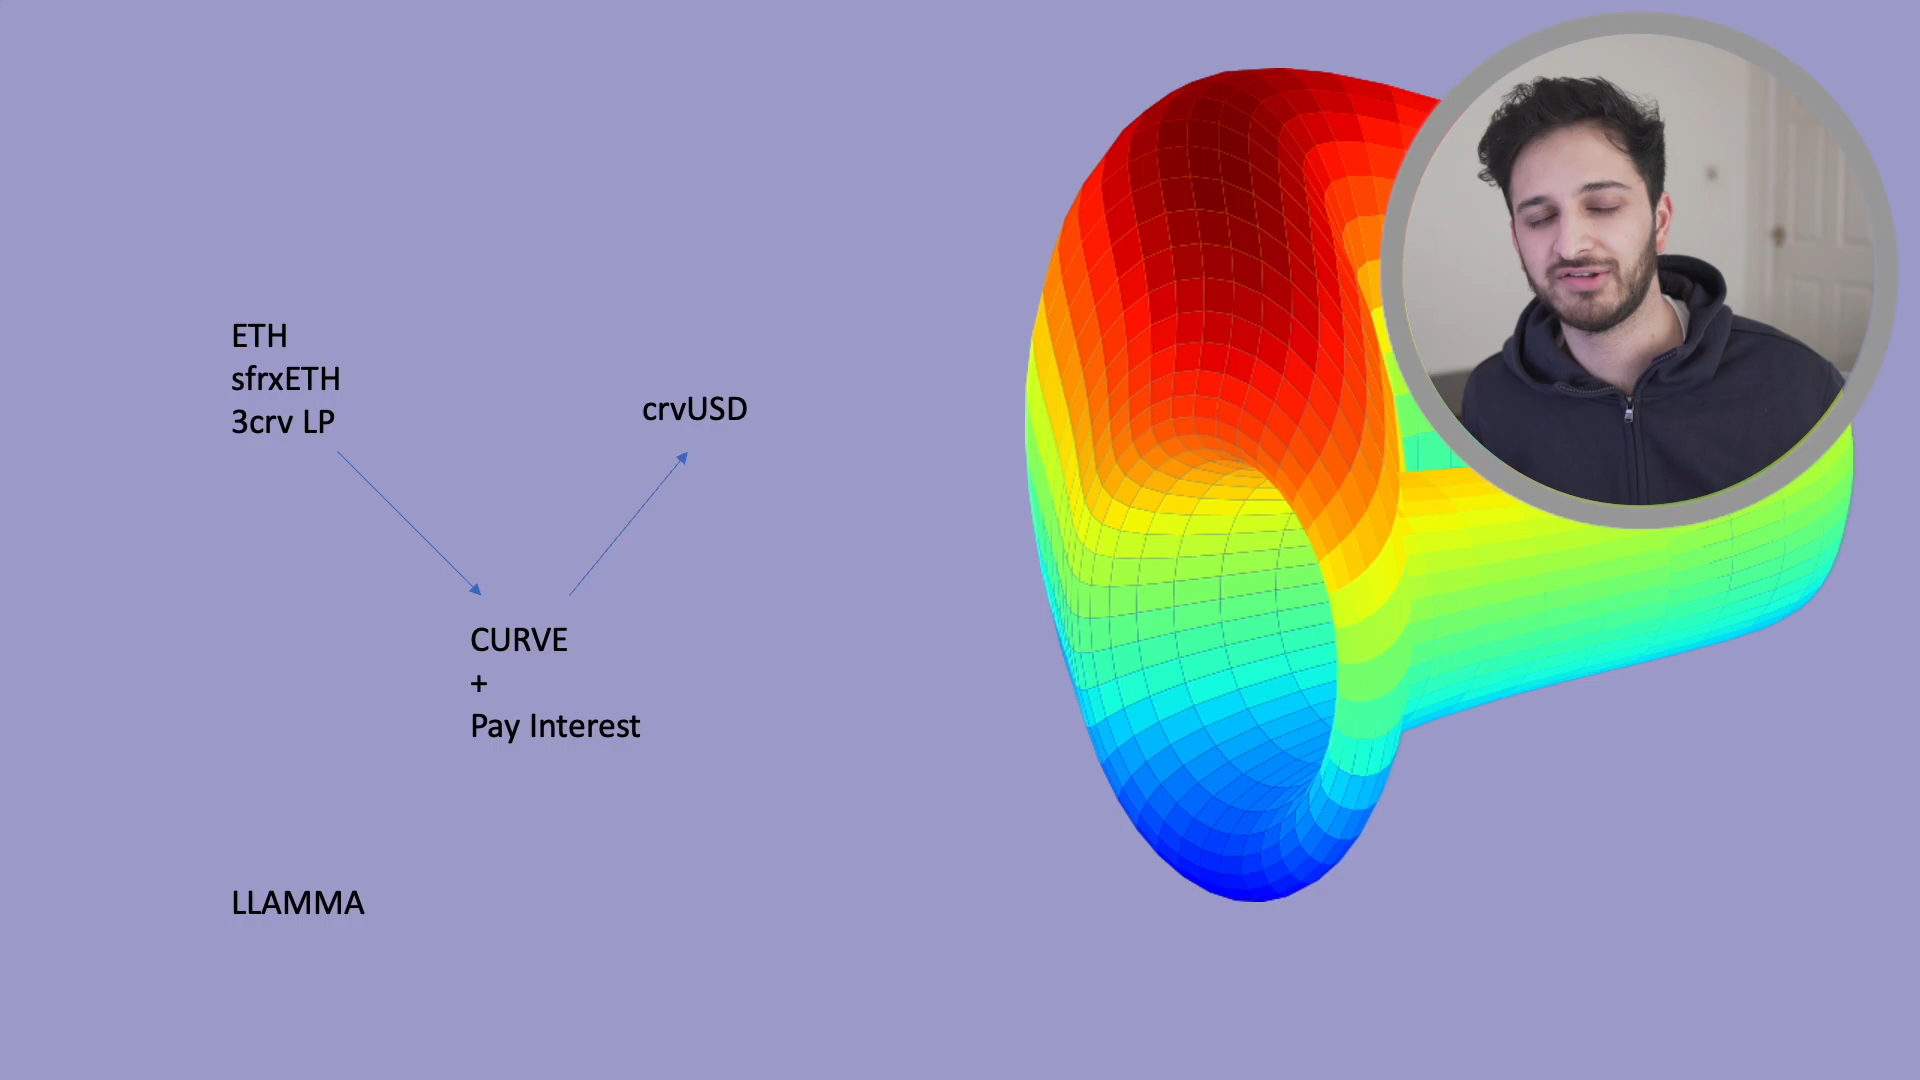 ETH
sfrxETH
3crv LP
crvUSD
CURVE
+
Pay Interest
LLAMMA